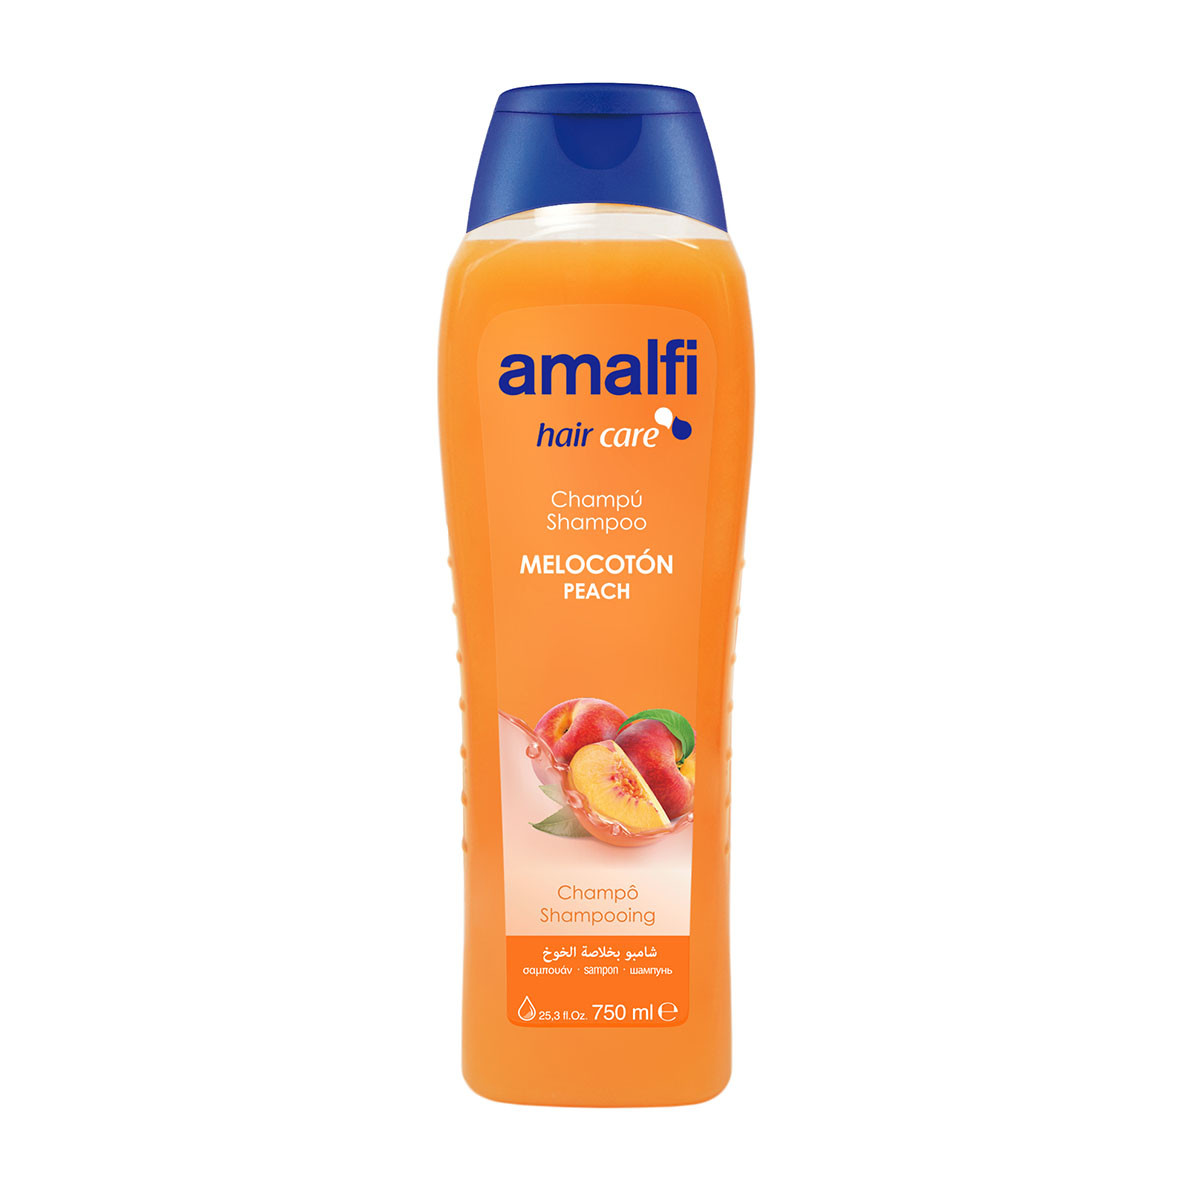 amalfi
hair care
Champú
Shampoo
MELOCOTÓN
PEACH
Champô
Shampooing
شامبو بخلاصة الخوخ
σαμπουάν · sampon · шампунь
25,3 fl.Oz. 750 ml ℮